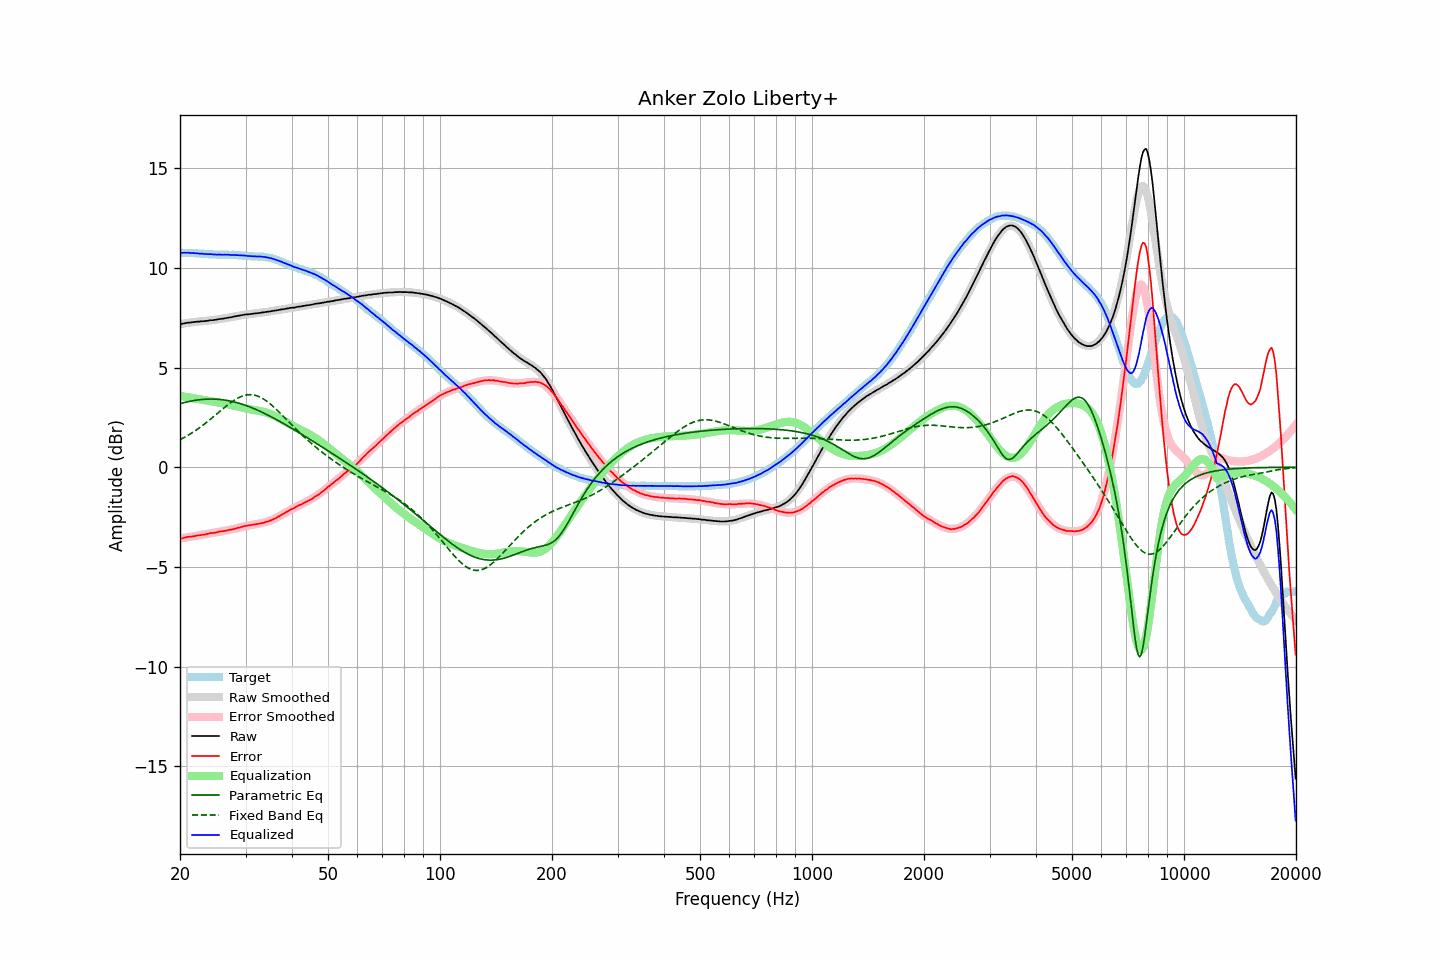 Anker Zolo Liberty+
Amplitude (dBr)
15
10
5
0
−5
−10
−15
Target
Raw Smoothed
Error Smoothed
Raw
Error
Equalization
Parametric Eq
Fixed Band Eq
Equalized
20 50 100 200 500 1000 2000 5000 10000 20000
Frequency (Hz)